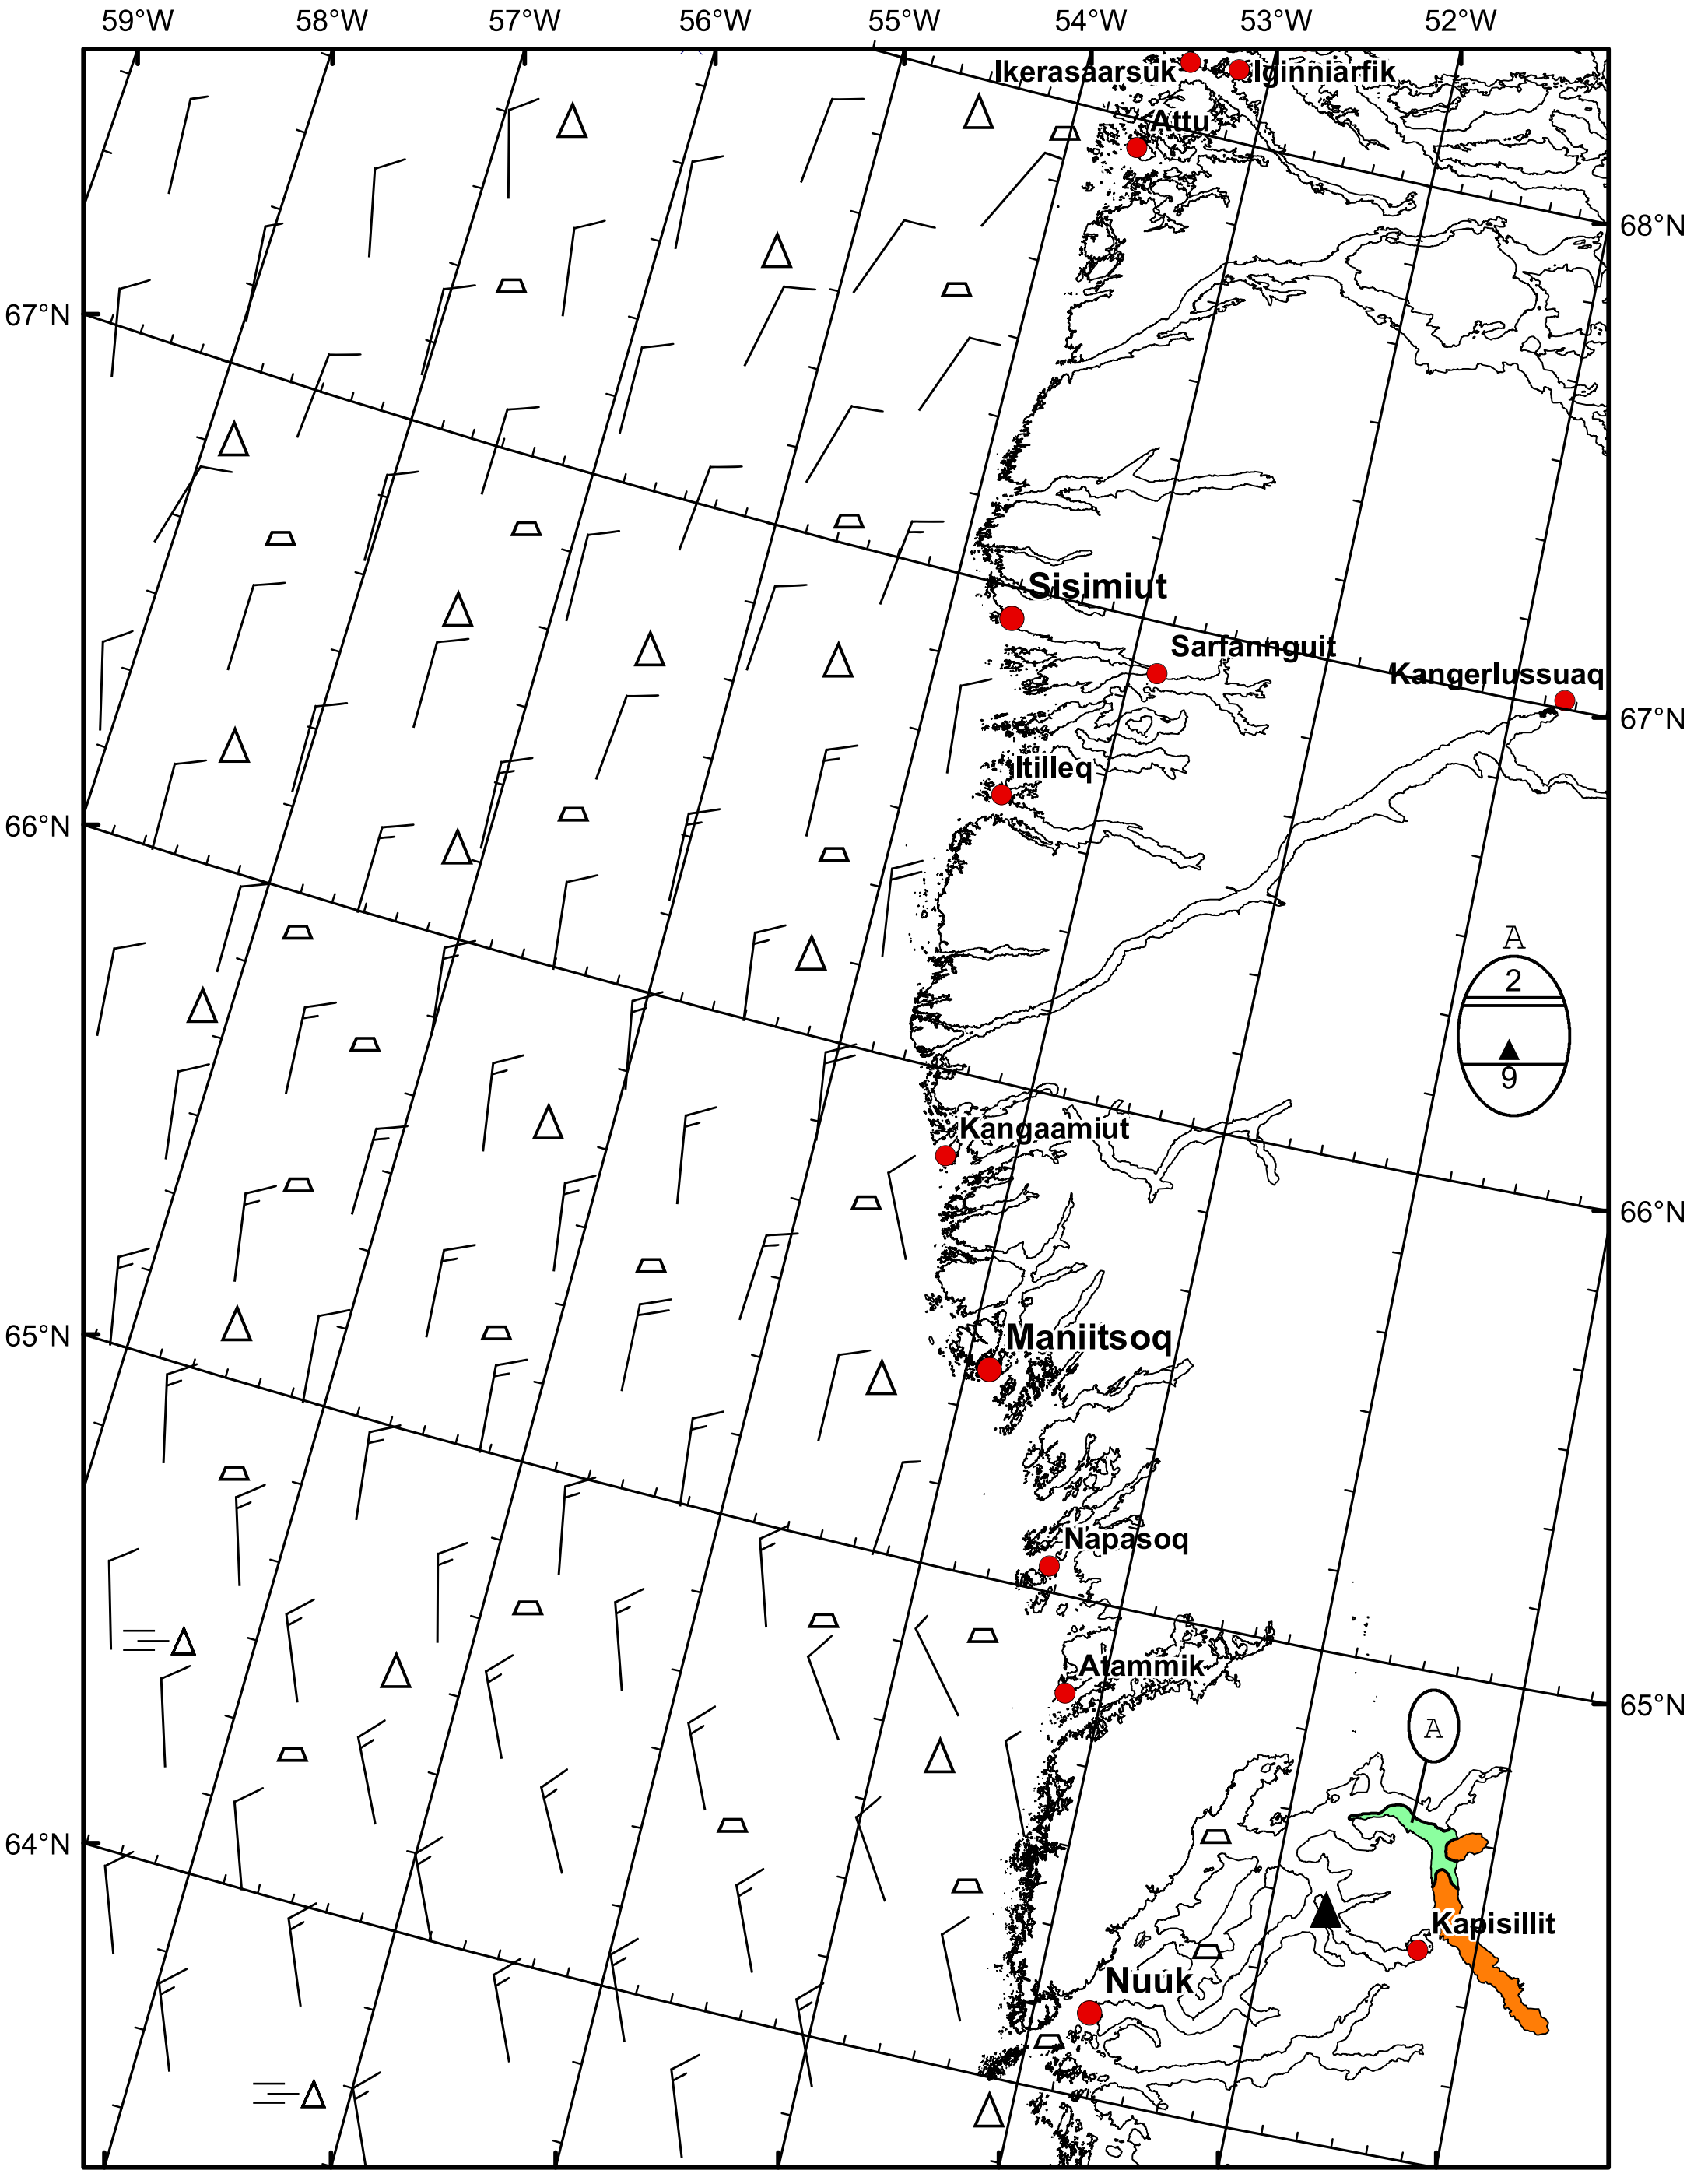 59°W 58°W 57°W 56°W 55°W 54°W 53°W 52°W
Ikerasaarsuk Iginniarfik
Attu
68°N
67°N
Sisimiut
Sarfannguit
Kangerlussuaq
67°N
Itilleq
66°N
A
2
9
Kangaamiut
66°N
65°N
Maniitsoq
Napasoq
Atammik
65°N
A
64°N
Kapisillit
Nuuk